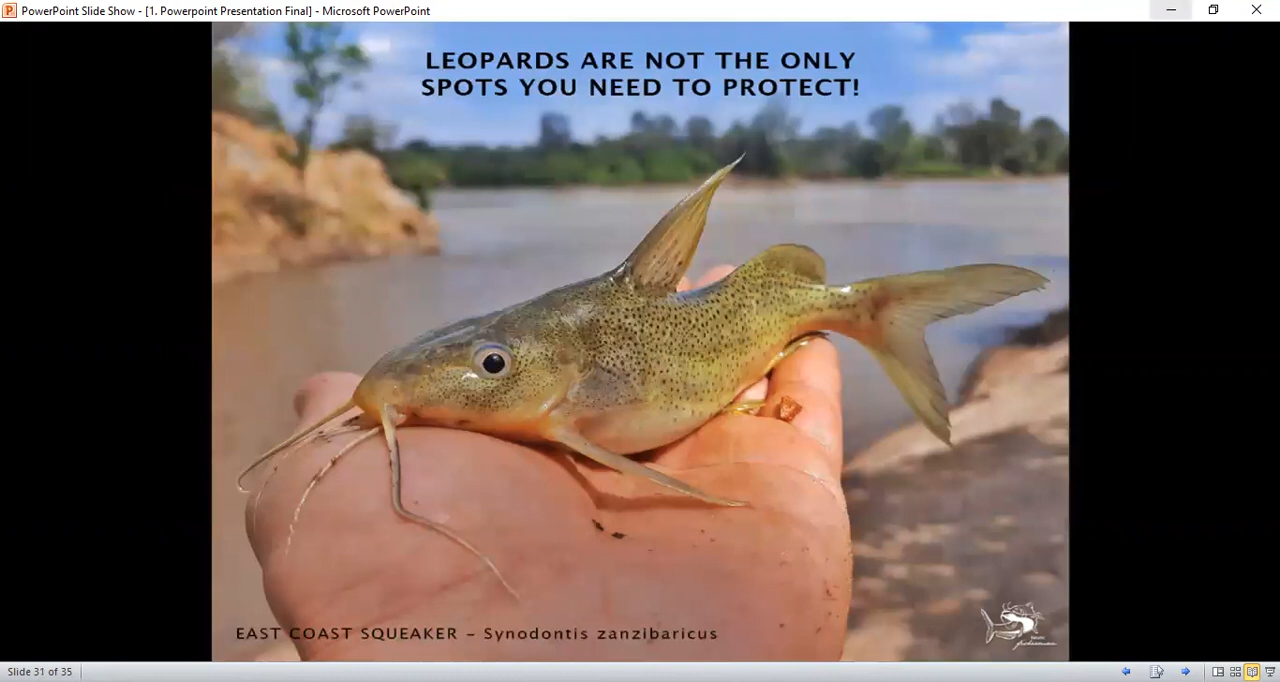 PowerPoint Slide Show - [1. Powerpoint Presentation Final] - Microsoft PowerPoint
LEOPARDS ARE NOT THE ONLY
SPOTS YOU NEED TO PROTECT!
EAST COAST SQUEAKER – Synodontis zanzibaricus
Slide 31 of 35